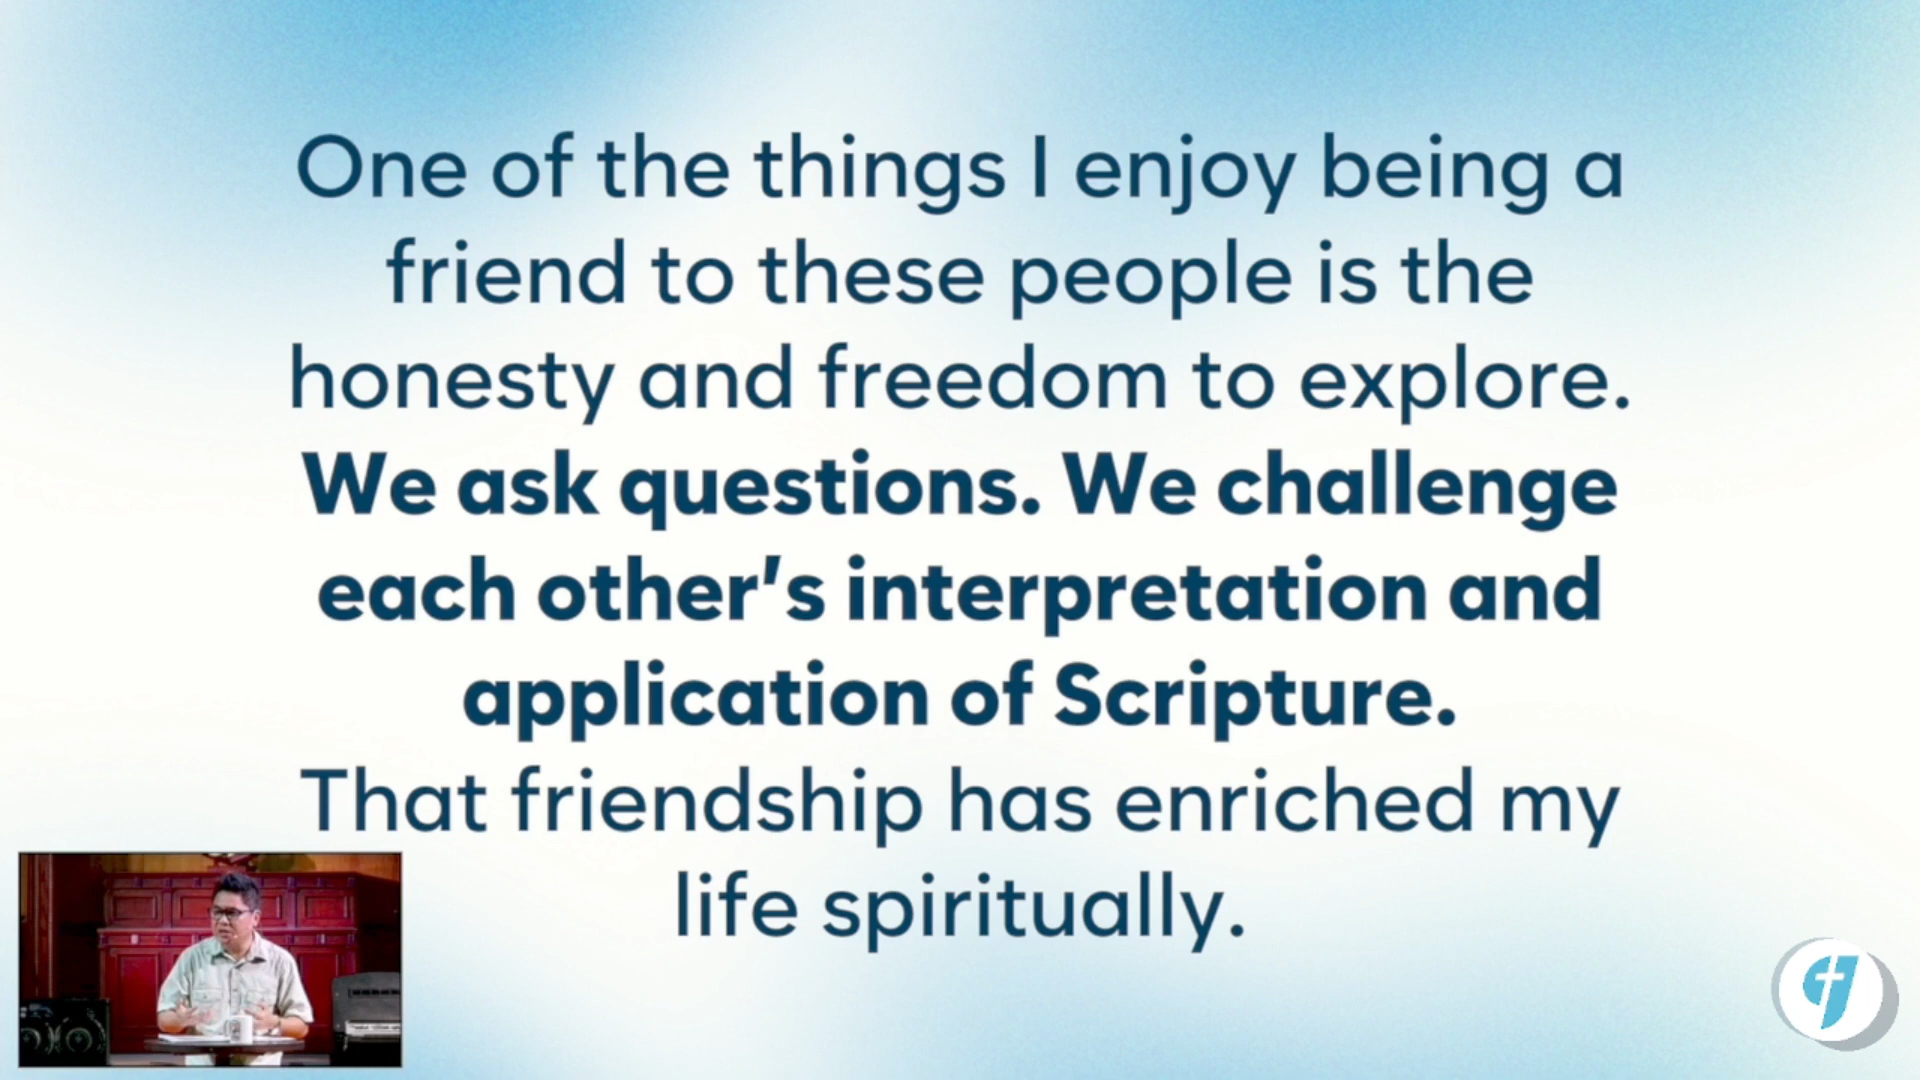 One of the things I enjoy being a
friend to these people is the
honesty and freedom to explore.
We ask questions. We challenge
each other’s interpretation and
application of Scripture.
That friendship has enriched my
life spiritually.